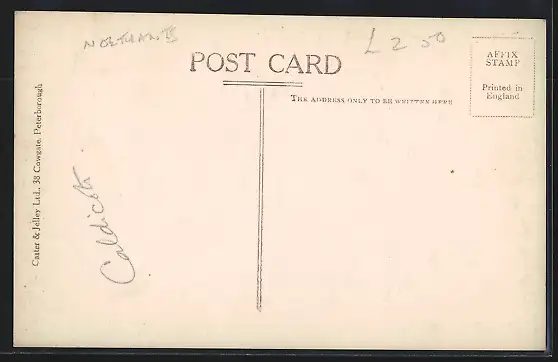 NORTHANTS
£2 50
POST CARD
AFFIX
STAMP
Printed in
England
THE ADDRESS ONLY TO BE WRITTEN HERE
Caster & Jelley Ltd., 38 Cowgate, Peterborough
Caldicott